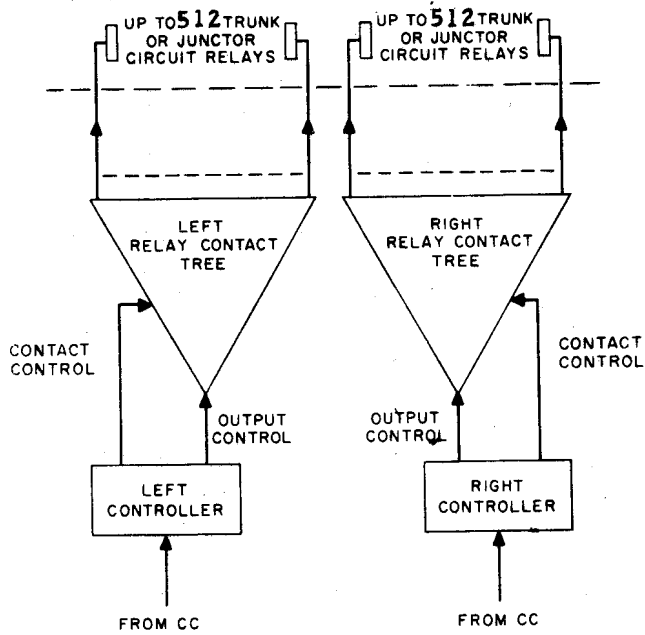 UP TO 512 TRUNK
OR JUNCTOR
CIRCUIT RELAYS
UP TO 512 TRUNK
OR JUNCTOR
CIRCUIT RELAYS
LEFT
RELAY CONTACT
TREE
RIGHT
RELAY CONTACT
TREE
CONTACT
CONTROL
OUTPUT
CONTROL
OUTPUT
CONTROL
CONTACT
CONTROL
LEFT
CONTROLLER
RIGHT
CONTROLLER
FROM CC
FROM CC